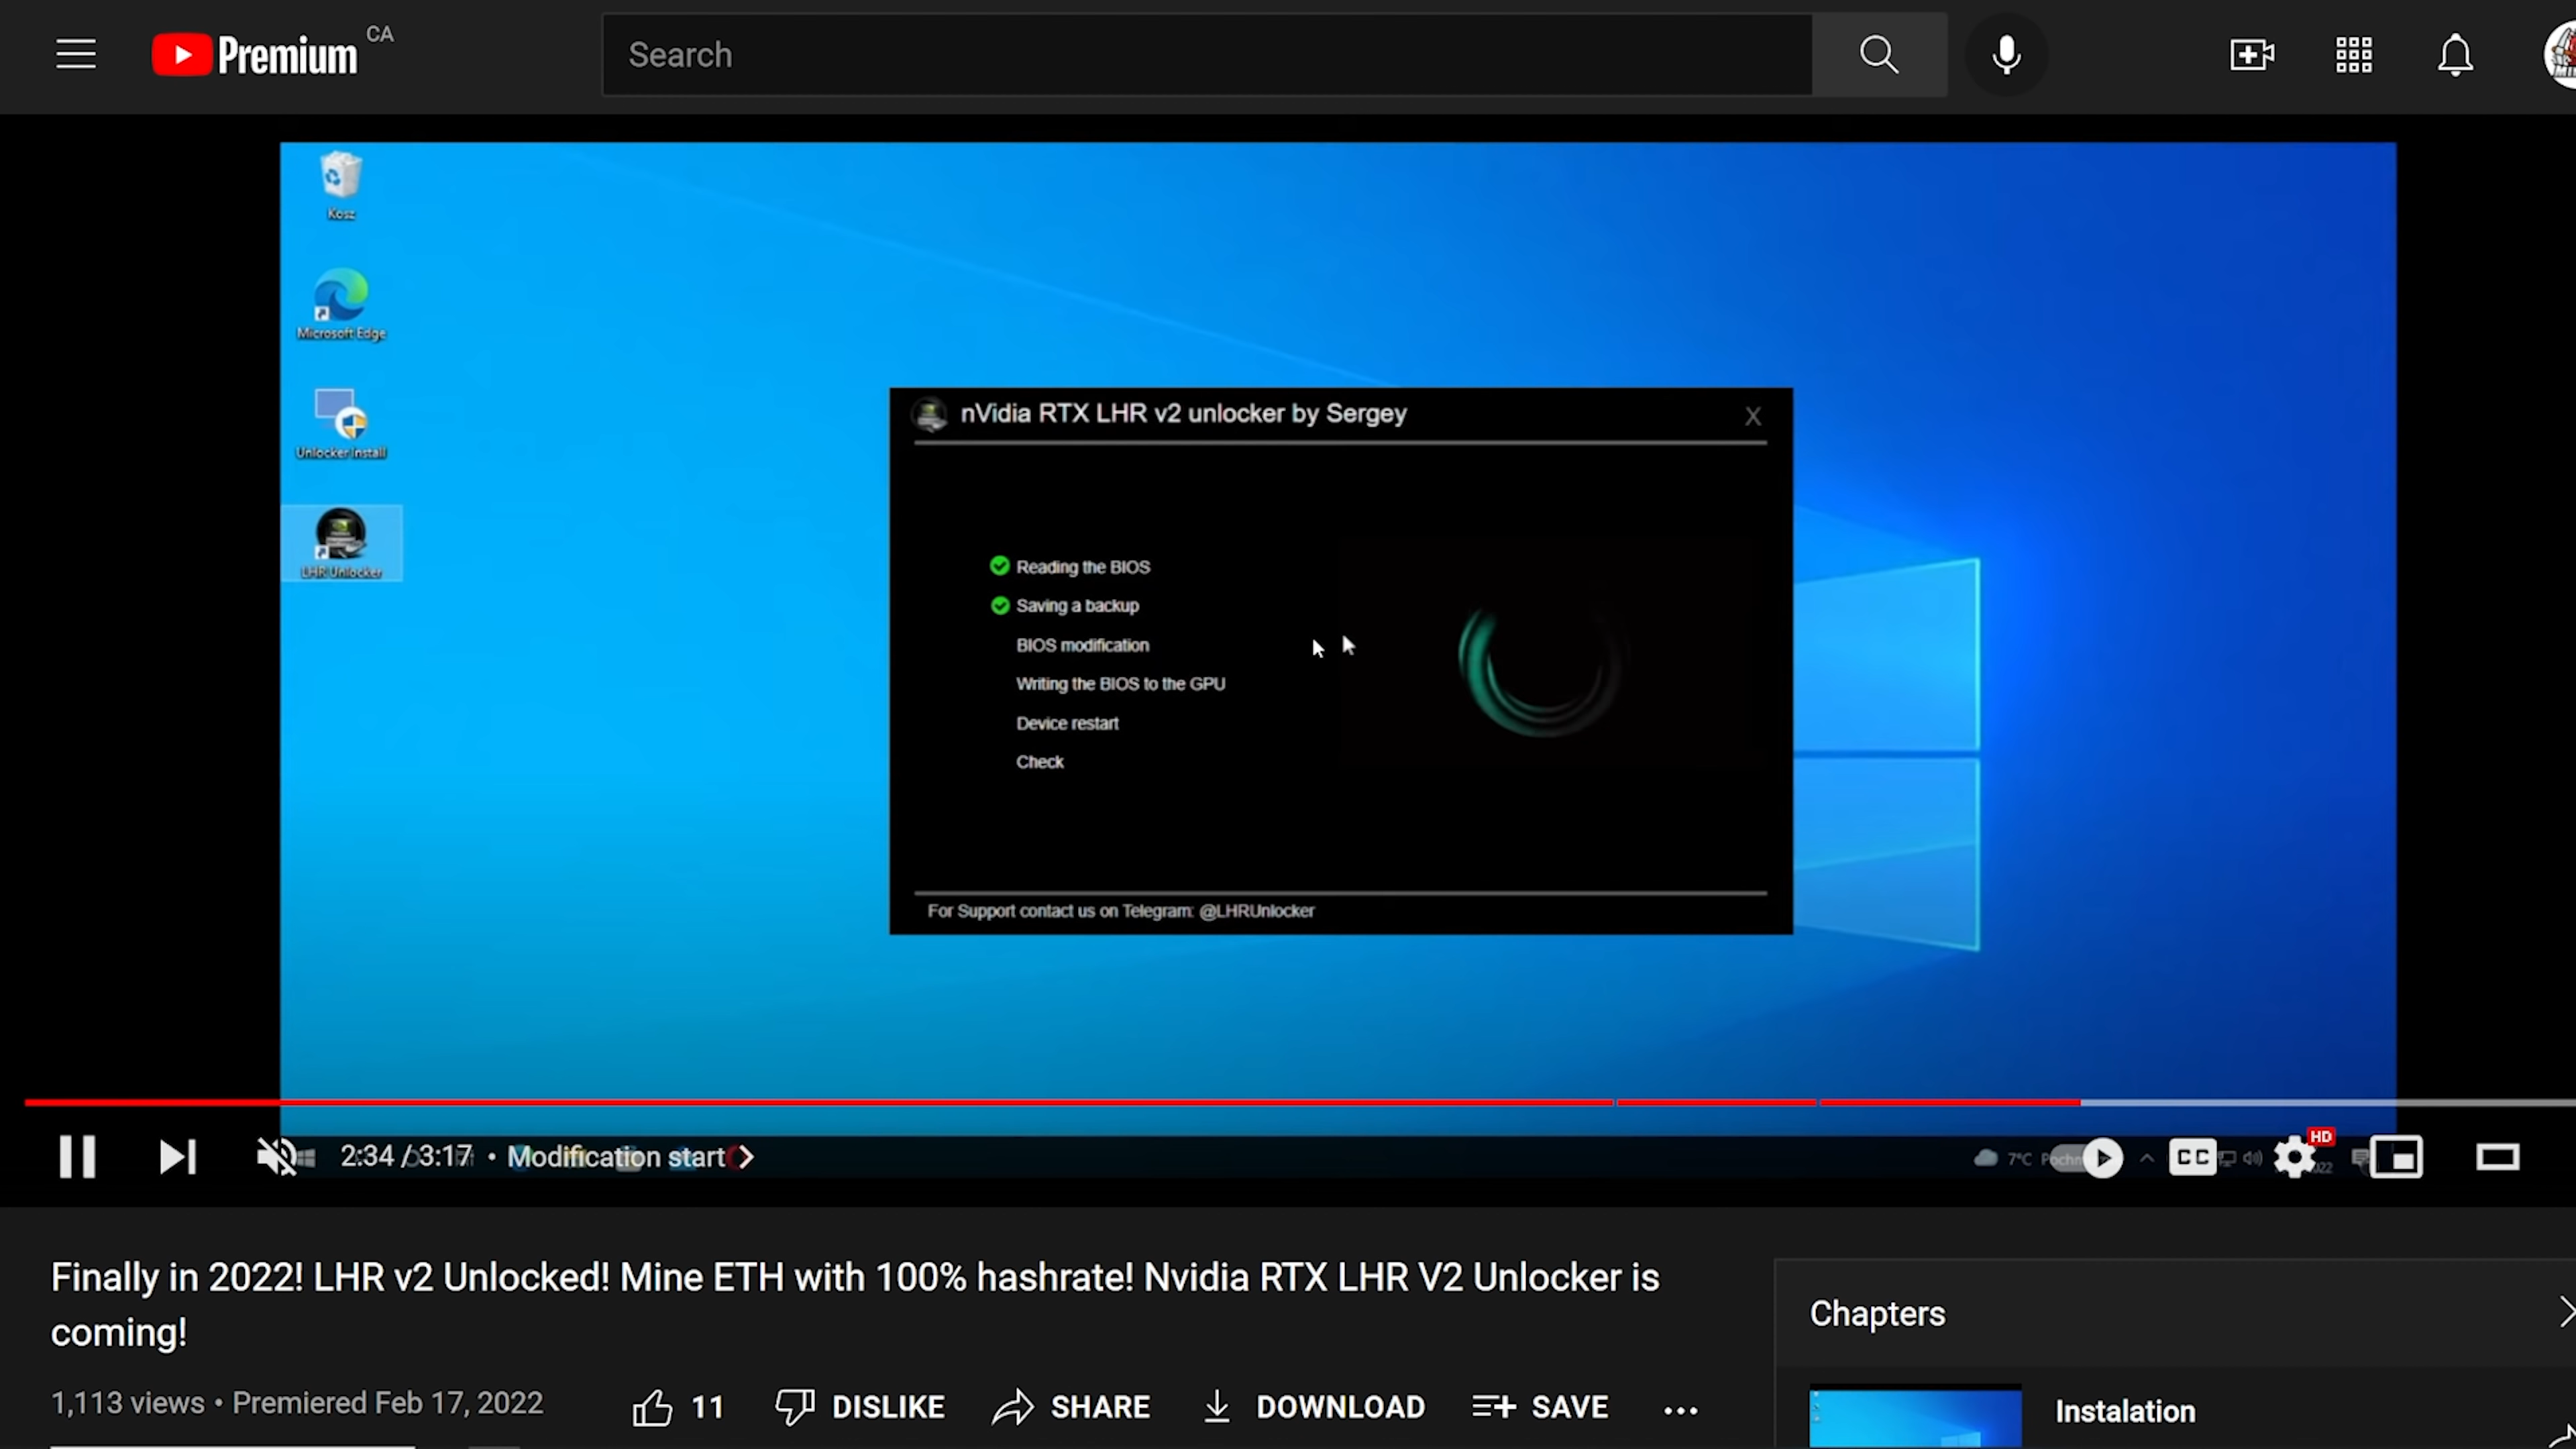 Premium CA
Search
Kosz
Microsoft Edge
Unlocker Install
LHR Unlocker
nVidia RTX LHR v2 unlocker by Sergey X
Reading the BIOS
Saving a backup
BIOS modification
Writing the BIOS to the GPU
Device restart
Check
For Support contact us on Telegram: @LHRUnlocker
2:34 / 3:17 • Modification start
7°C
CC
HD
Finally in 2022! LHR v2 Unlocked! Mine ETH with 100% hashrate! Nvidia RTX LHR V2 Unlocker is
coming!
1,113 views • Premiered Feb 17, 2022
11 DISLIKE SHARE DOWNLOAD SAVE
Chapters
Instalation